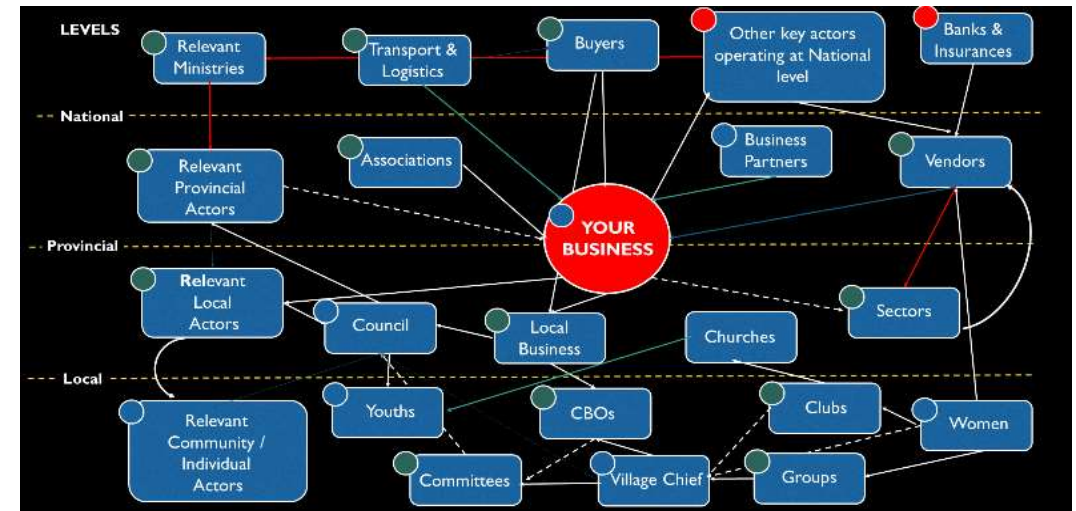 LEVELS
Relevant
Ministries
Transport &
Logistics
Buyers
Other key actors
operating at National
level
Banks &
Insurances
National
Relevant
Provincial
Actors
Associations
Business
Partners
Vendors
YOUR
BUSINESS
Provincial
Relevant
Local
Actors
Council
Local
Business
Churches
Sectors
Local
Relevant
Community /
Individual
Actors
Youths
CBOs
Clubs
Women
Committees
Village Chief
Groups